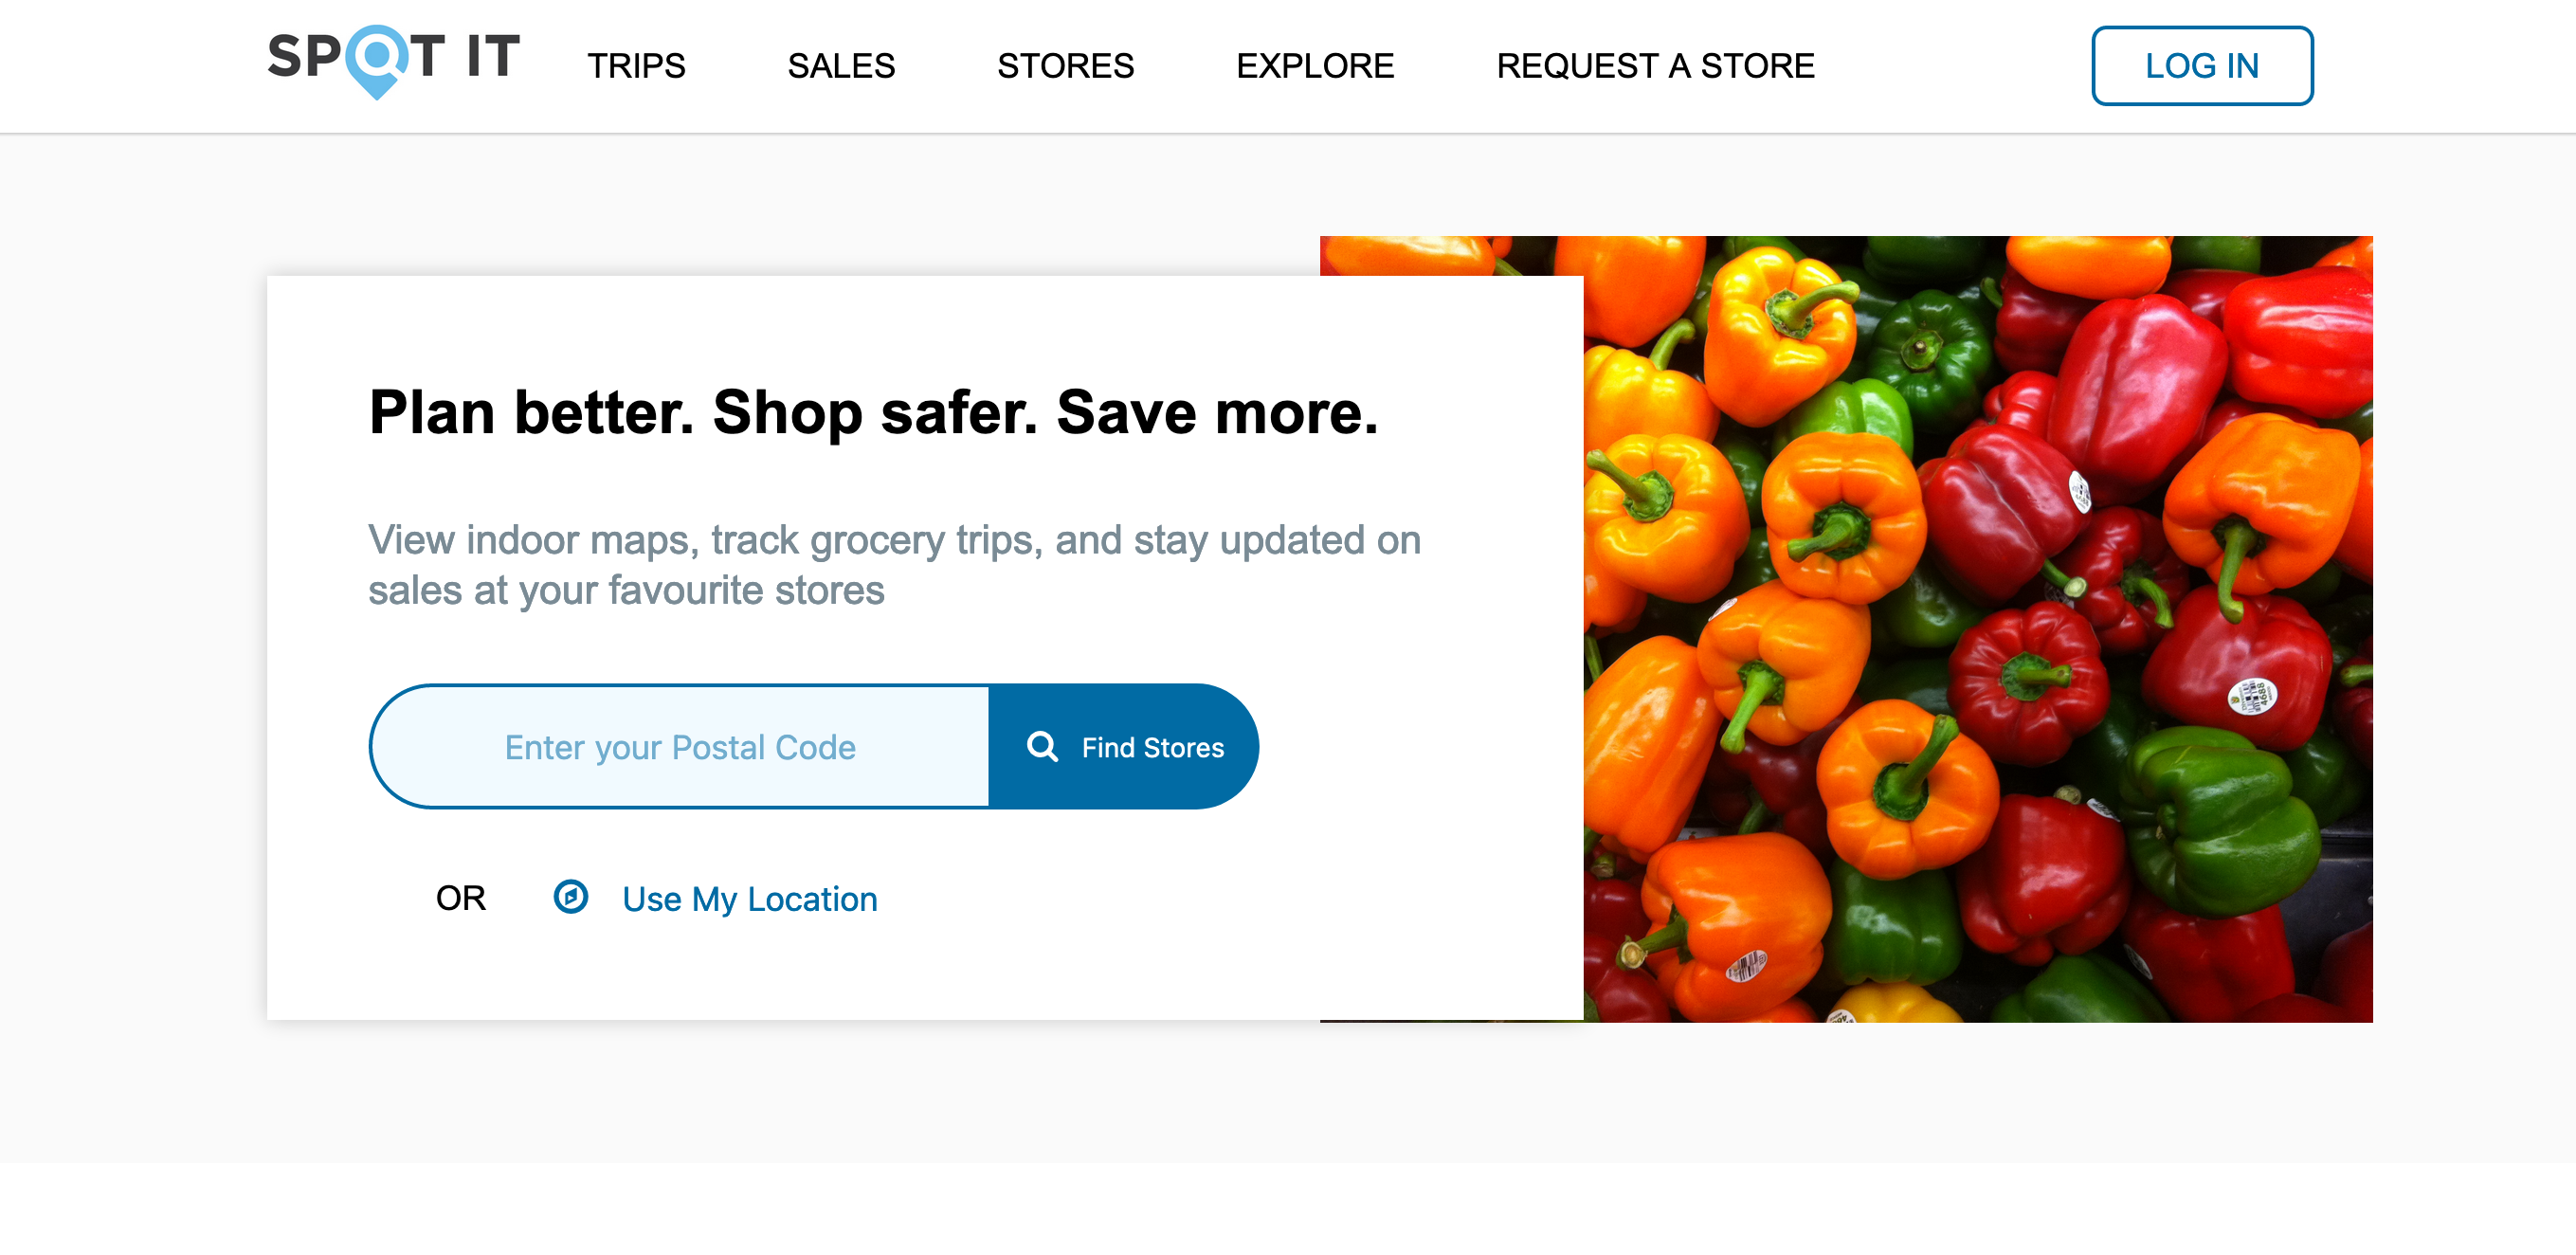 SPOT IT
TRIPS
SALES
STORES
EXPLORE
REQUEST A STORE
LOG IN
Plan better. Shop safer. Save more.
View indoor maps, track grocery trips, and stay updated on
sales at your favourite stores
Enter your Postal Code
Find Stores
OR
Use My Location
4688